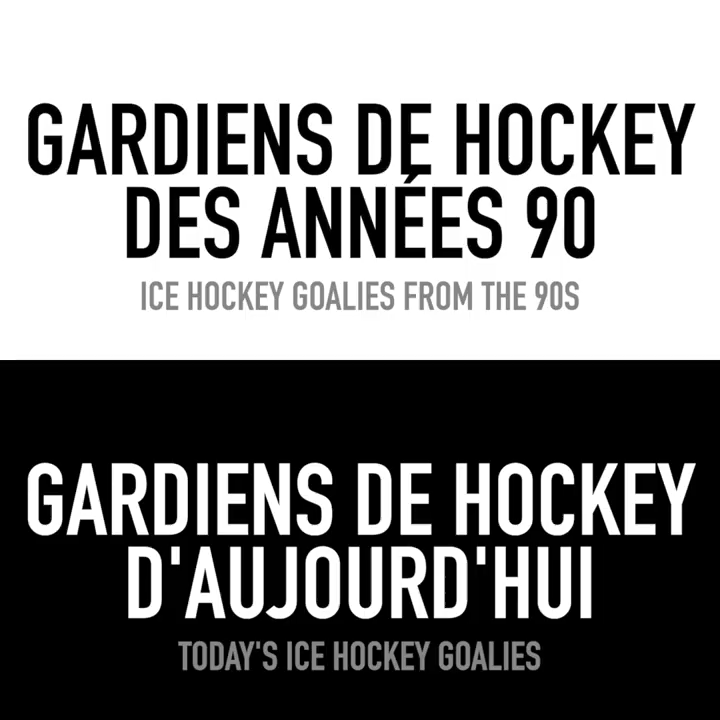 GARDIENS DE HOCKEY
DES ANNÉES 90
ICE HOCKEY GOALIES FROM THE 90S
GARDIENS DE HOCKEY
D'AUJOURD'HUI
TODAY'S ICE HOCKEY GOALIES